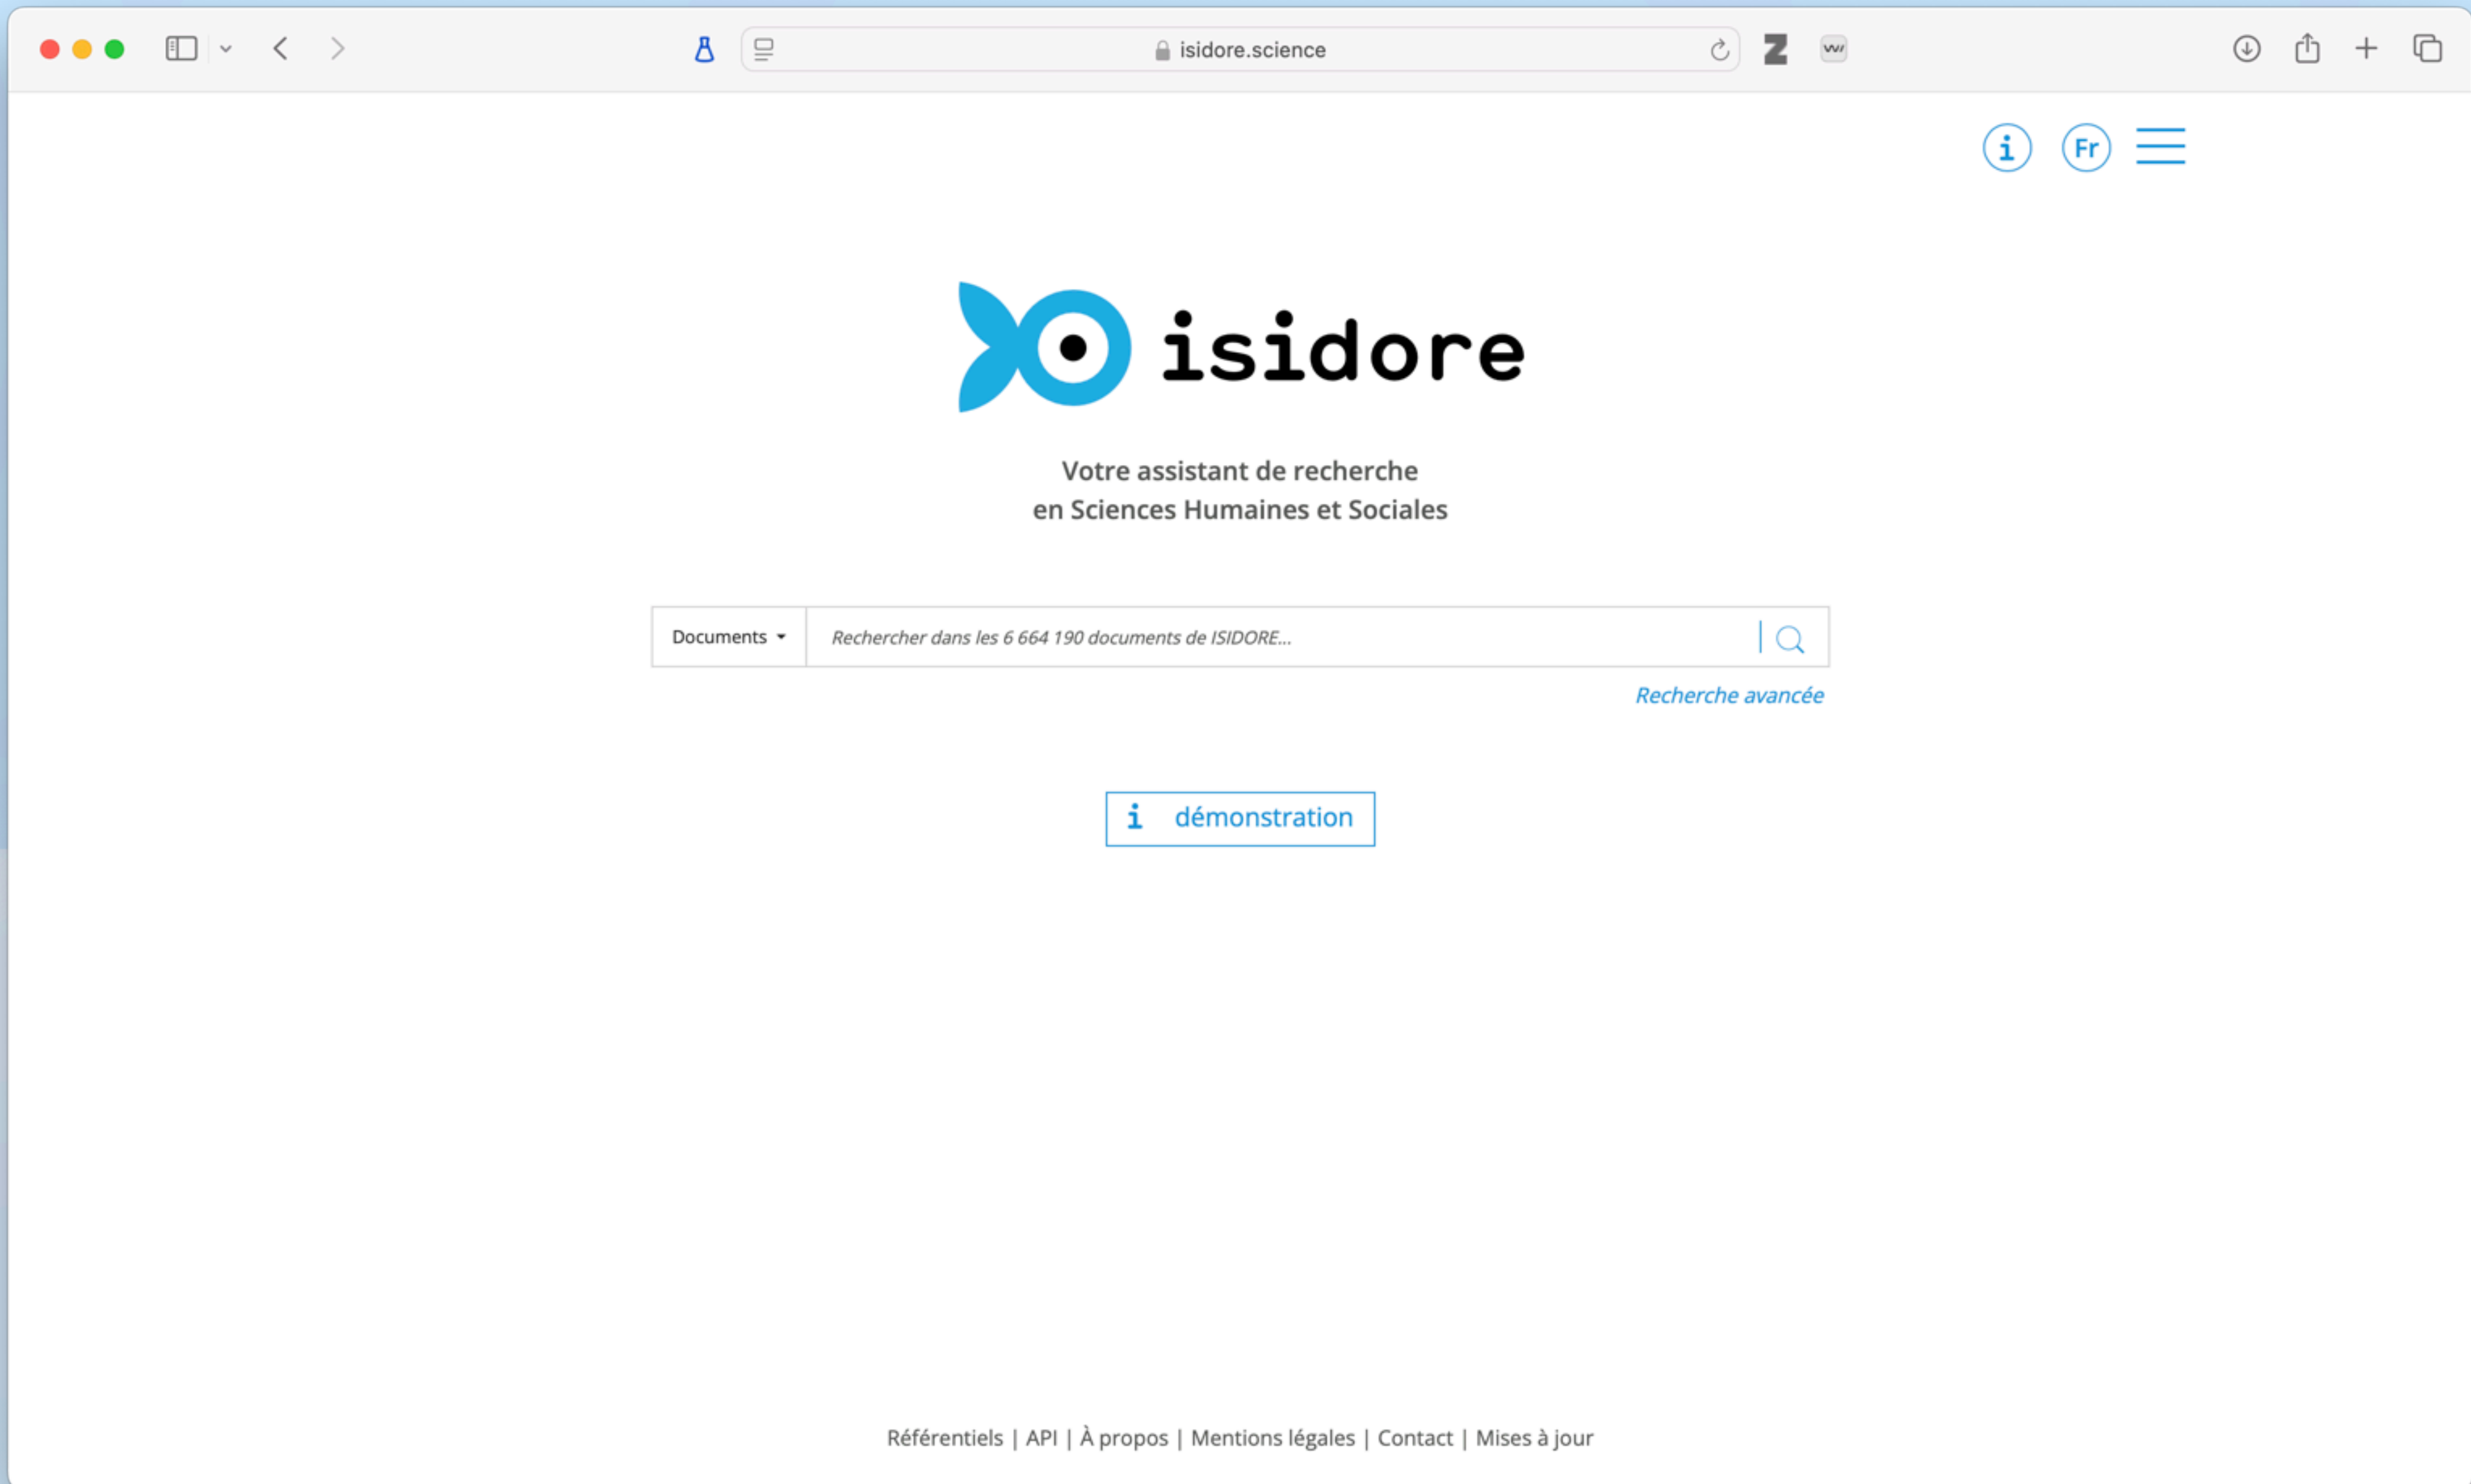 isidore.science
Z
w/
i Fr
isidore
Votre assistant de recherche
en Sciences Humaines et Sociales
Documents
Rechercher dans les 6 664 190 documents de ISIDORE...
Recherche avancée
i démonstration
Référentiels | API | À propos | Mentions légales | Contact | Mises à jour